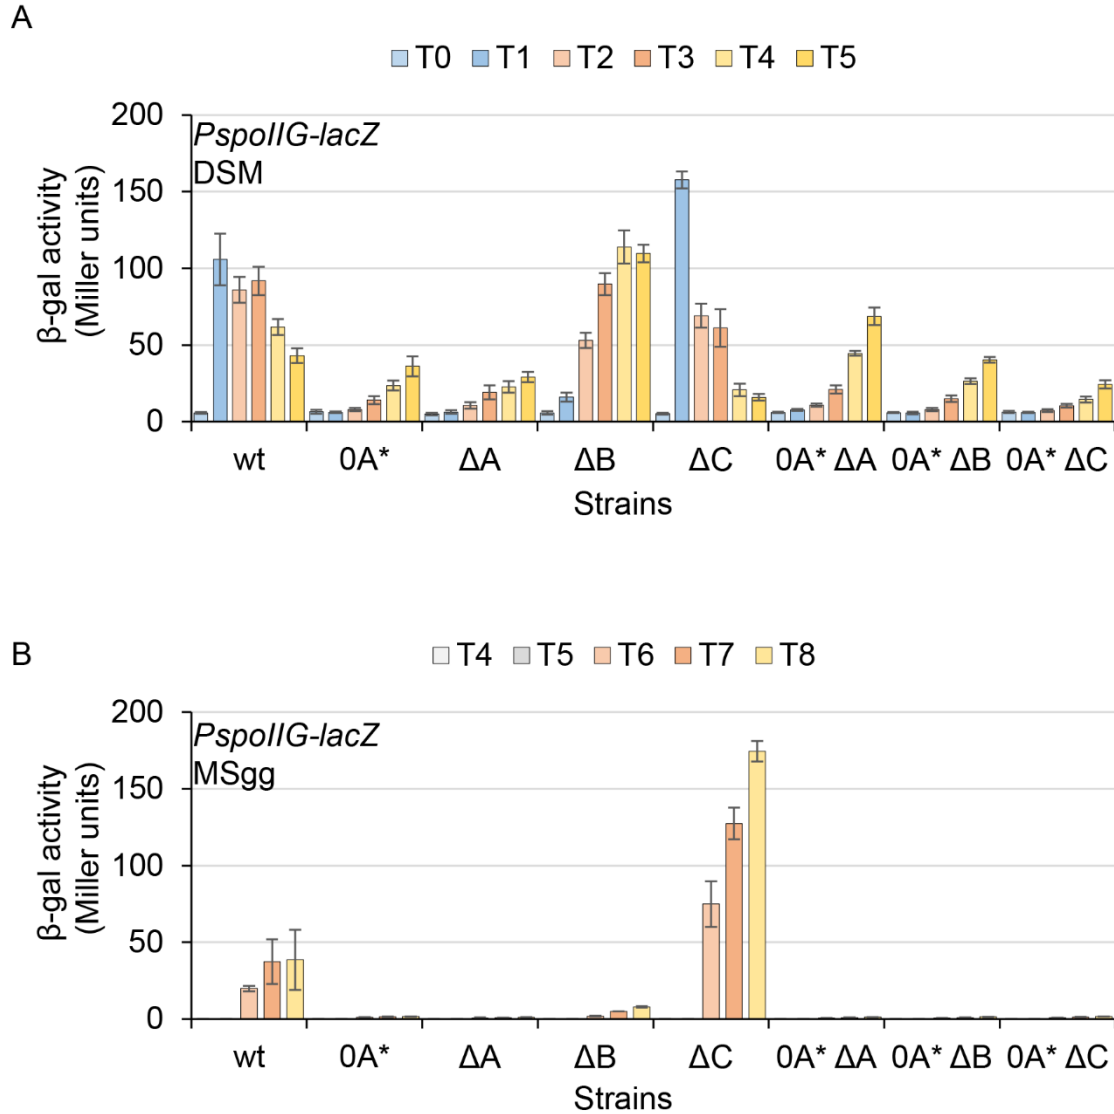 A
T0 T1 T2 T3 T4 T5
200
150
100
50
0
β-gal activity
(Miller units)
PspoIIG-lacZ
DSM
wt 0A* ΔA ΔB ΔC 0A* ΔA 0A* ΔB 0A* ΔC
Strains
B
T4 T5 T6 T7 T8
200
150
100
50
0
β-gal activity
(Miller units)
PspoIIG-lacZ
MSgg
wt 0A* ΔA ΔB ΔC 0A* ΔA 0A* ΔB 0A* ΔC
Strains